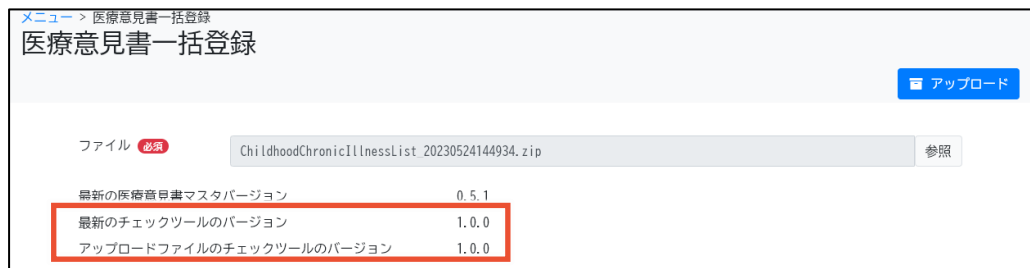 メニュー > 医療意見書一括登録
医療意見書一括登録
アップロード
ファイル 必須 ChildhoodChronicIllnessList_20230524144934.zip 参照
最新の医療意見書マスタバージョン 0.5.1
最新のチェックツールのバージョン 1.0.0
アップロードファイルのチェックツールのバージョン 1.0.0